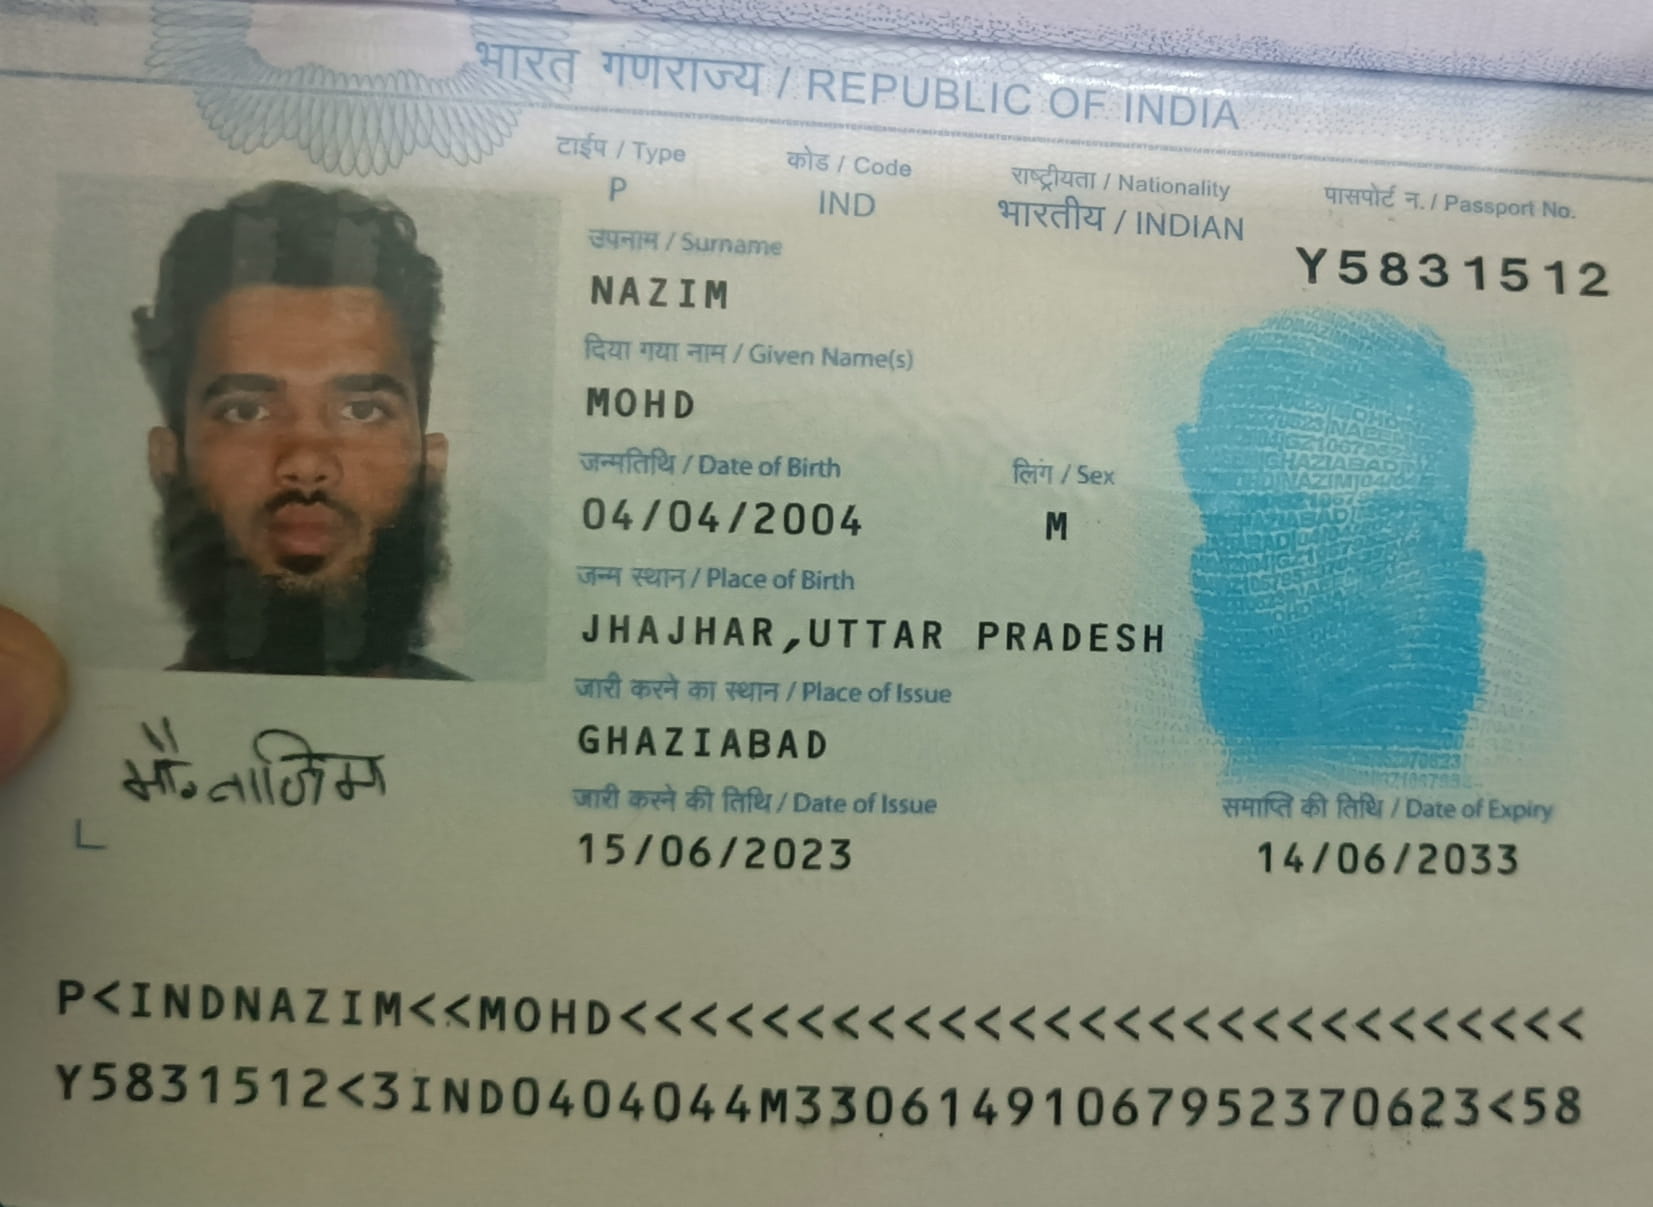 भारत गणराज्य / REPUBLIC OF INDIA
टाईप / Type
कोड / Code
राष्ट्रीयता / Nationality
पासपोर्ट न. / Passport No.
P
IND
भारतीय / INDIAN
Y5831512
उपनाम / Surname
NAZIM
दिया गया नाम / Given Name(s)
MOHD
जन्मतिथि / Date of Birth
लिंग / Sex
04/04/2004
M
जन्म स्थान / Place of Birth
JHAJHAR,UTTAR PRADESH
जारी करने का स्थान / Place of Issue
GHAZIABAD
मौ० नाजिम
जारी करने की तिथि / Date of Issue
समाप्ति की तिथि / Date of Expiry
15/06/2023
14/06/2033
P<INDNAZIM<<MOHD<<<<<<<<<<<<<<<<<<<<<<<<<<<<
Y5831512<3IND0404044M33061491067952370623<58